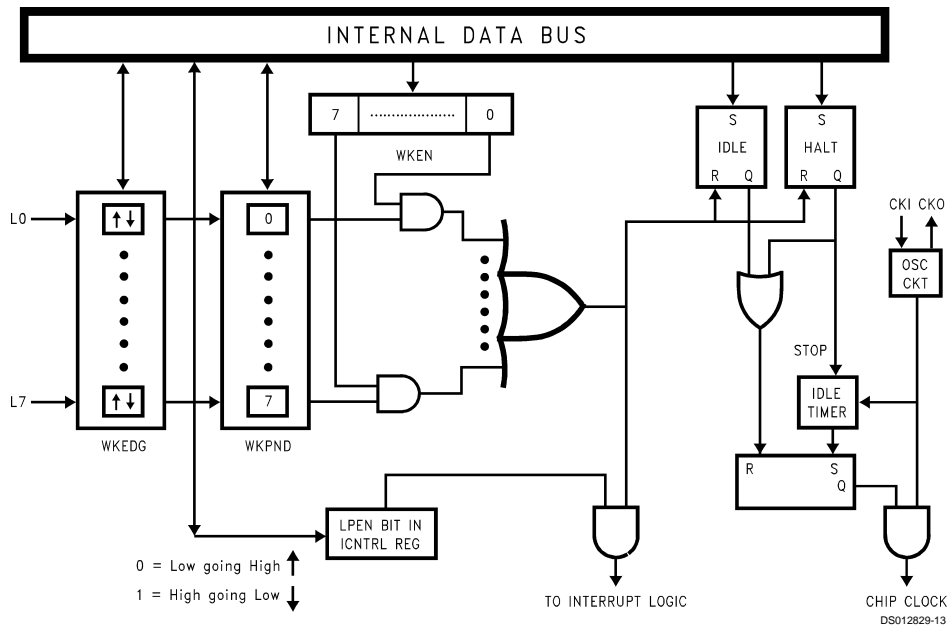 INTERNAL DATA BUS
7 .................... 0
WKEN
S
IDLE
R Q
S
HALT
R Q
CKI CKO
OSC
CKT
L0
↑↓
0
L7
↑↓
7
WKEDG
WKPND
STOP
IDLE
TIMER
R S
Q
LPEN BIT IN
ICNTRL REG
0 = Low going High ↑
1 = High going Low ↓
TO INTERRUPT LOGIC
CHIP CLOCK
DS012829-13